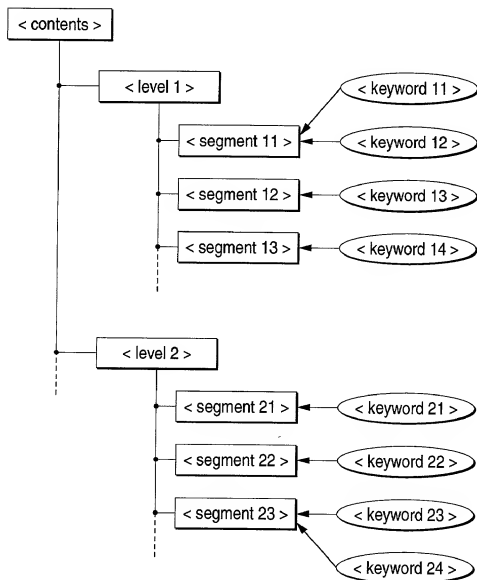 < contents >
< level 1 >
< keyword 11 >
< segment 11 >
< keyword 12 >
< segment 12 >
< keyword 13 >
< segment 13 >
< keyword 14 >
< level 2 >
< segment 21 >
< keyword 21 >
< segment 22 >
< keyword 22 >
< segment 23 >
< keyword 23 >
< keyword 24 >